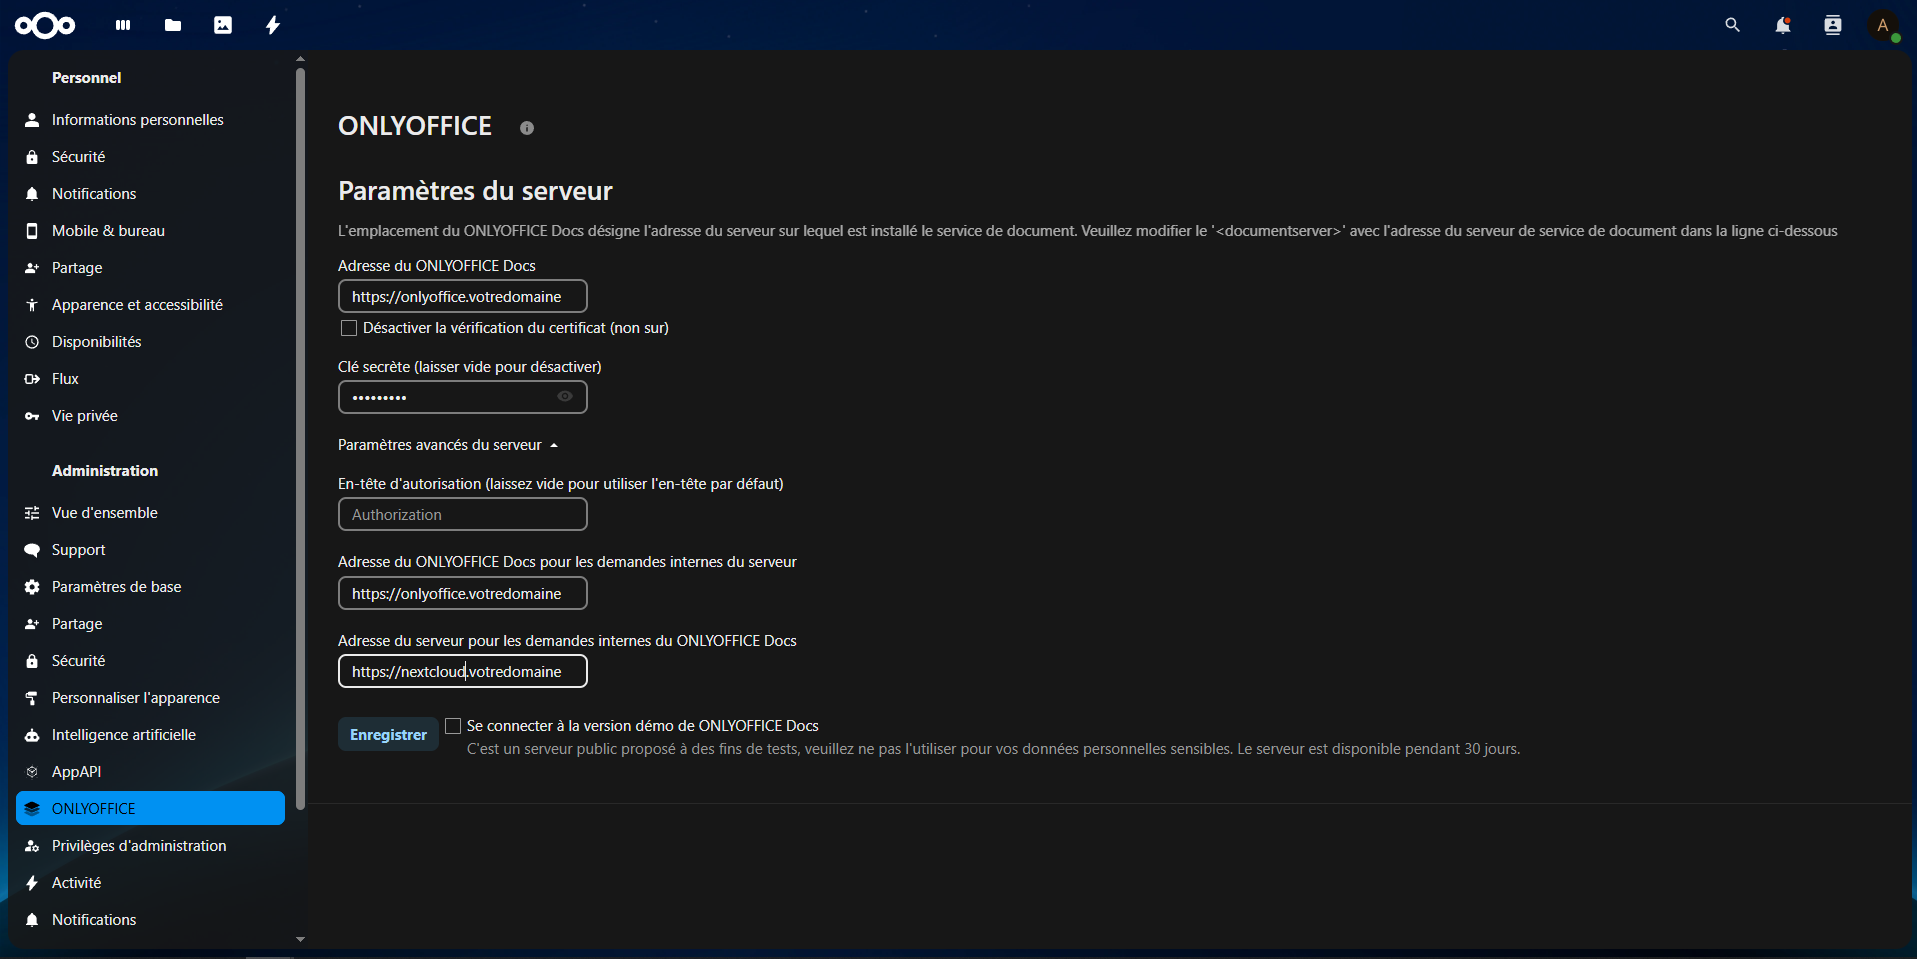 A
Personnel
Informations personnelles
Sécurité
Notifications
Mobile & bureau
Partage
Apparence et accessibilité
Disponibilités
Flux
Vie privée
Administration
Vue d'ensemble
Support
Paramètres de base
Partage
Sécurité
Personnaliser l'apparence
Intelligence artificielle
AppAPI
ONLYOFFICE
Privilèges d'administration
Activité
Notifications
ONLYOFFICE
Paramètres du serveur
L'emplacement du ONLYOFFICE Docs désigne l'adresse du serveur sur lequel est installé le service de document. Veuillez modifier le '<documentserver>' avec l'adresse du serveur de service de document dans la ligne ci-dessous
Adresse du ONLYOFFICE Docs
https://onlyoffice.votredomaine
Désactiver la vérification du certificat (non sur)
Clé secrète (laisser vide pour désactiver)
•••••••••
Paramètres avancés du serveur
En-tête d'autorisation (laissez vide pour utiliser l'en-tête par défaut)
Authorization
Adresse du ONLYOFFICE Docs pour les demandes internes du serveur
https://onlyoffice.votredomaine
Adresse du serveur pour les demandes internes du ONLYOFFICE Docs
https://nextcloud.votredomaine
Enregistrer
Se connecter à la version démo de ONLYOFFICE Docs
C'est un serveur public proposé à des fins de tests, veuillez ne pas l'utiliser pour vos données personnelles sensibles. Le serveur est disponible pendant 30 jours.